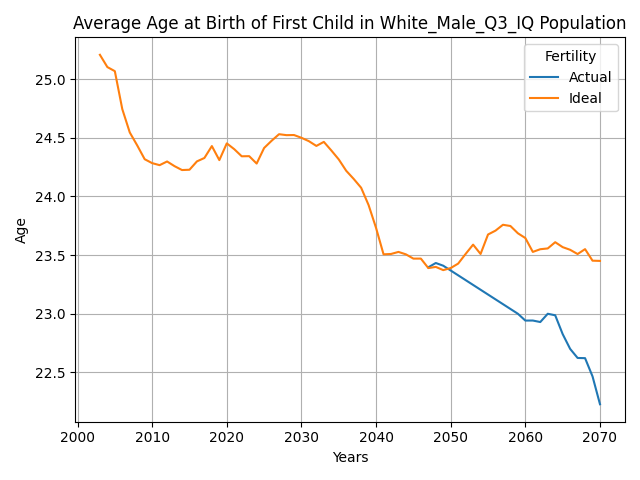 Average Age at Birth of First Child in White_Male_Q3_IQ Population
Fertility
Actual
Ideal
25.0
24.5
24.0
23.5
23.0
22.5
Age
2000 2010 2020 2030 2040 2050 2060 2070
Years